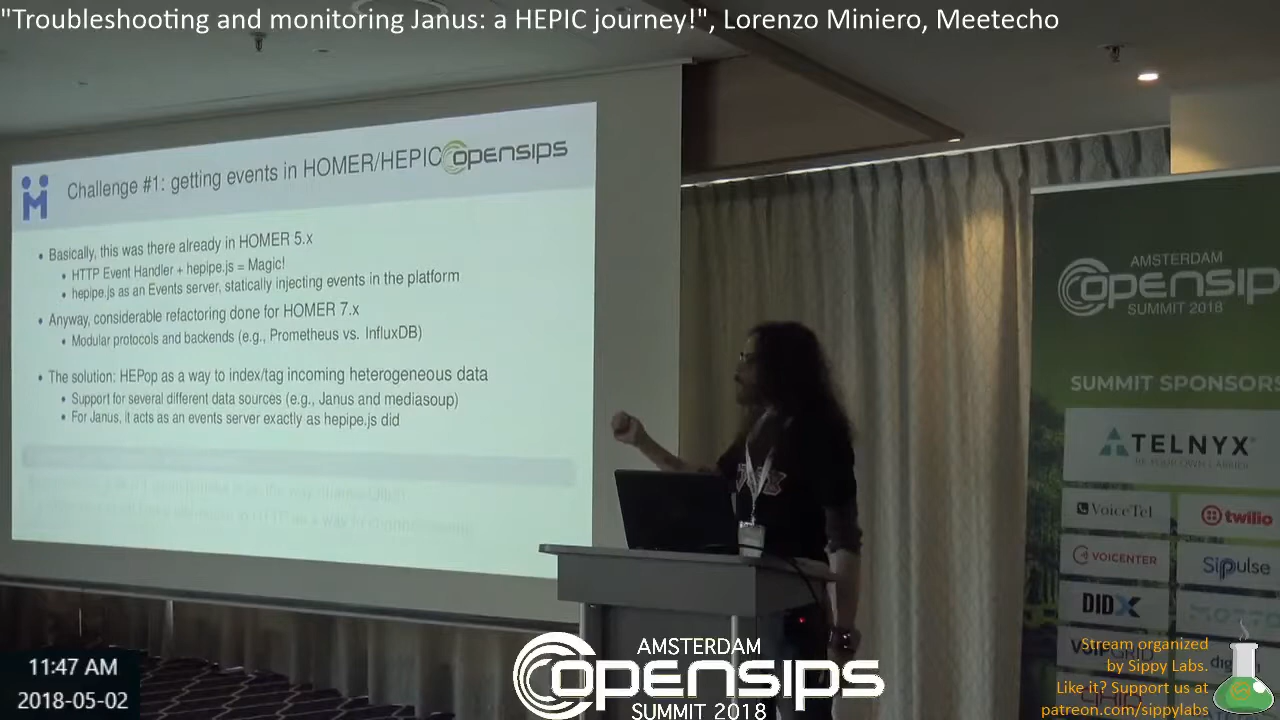 "Troubleshooting and monitoring Janus: a HEPIC journey!", Lorenzo Miniero, Meetecho
Challenge #1: getting events in HOMER/HEPIC
OPENSIPS
• Basically, this was there already in HOMER 5.x
• HTTP Event Handler + hepipe.js = Magic!
• hepipe.js as an Events server, statically injecting events in the platform
• Anyway, considerable refactoring done for HOMER 7.x
• Modular protocols and backends (e.g., Prometheus vs. InfluxDB)
• The solution: HEPop as a way to index/tag incoming heterogeneous data
• Support for several different data sources (e.g., Janus and mediasoup)
• For Janus, it acts as an events server exactly as hepipe.js did
AMSTERDAM
OPENSIP
SUMMIT 2018
SUMMIT SPONSORS
TELNYX
BE YOUR OWN CARRIER
VoiceTel
twilio
VOICENTER
Sipulse
DIDX
VOIPGRID
Stream organized
by Sippy Labs.
Like it? Support us at
patreon.com/sippylabs
11:47 AM
2018-05-02
AMSTERDAM
OPENSIPS
SUMMIT 2018